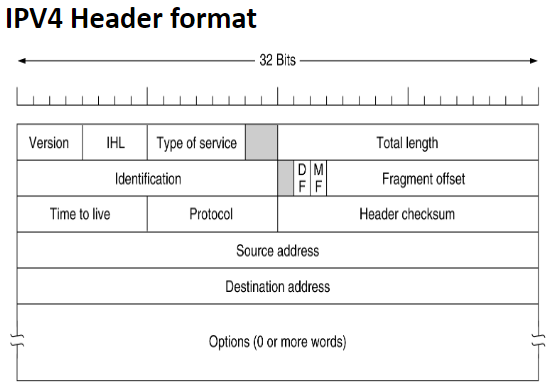 IPV4 Header format
32 Bits
Version IHL Type of service Total length
Identification D F M F Fragment offset
Time to live Protocol Header checksum
Source address
Destination address
Options (0 or more words)